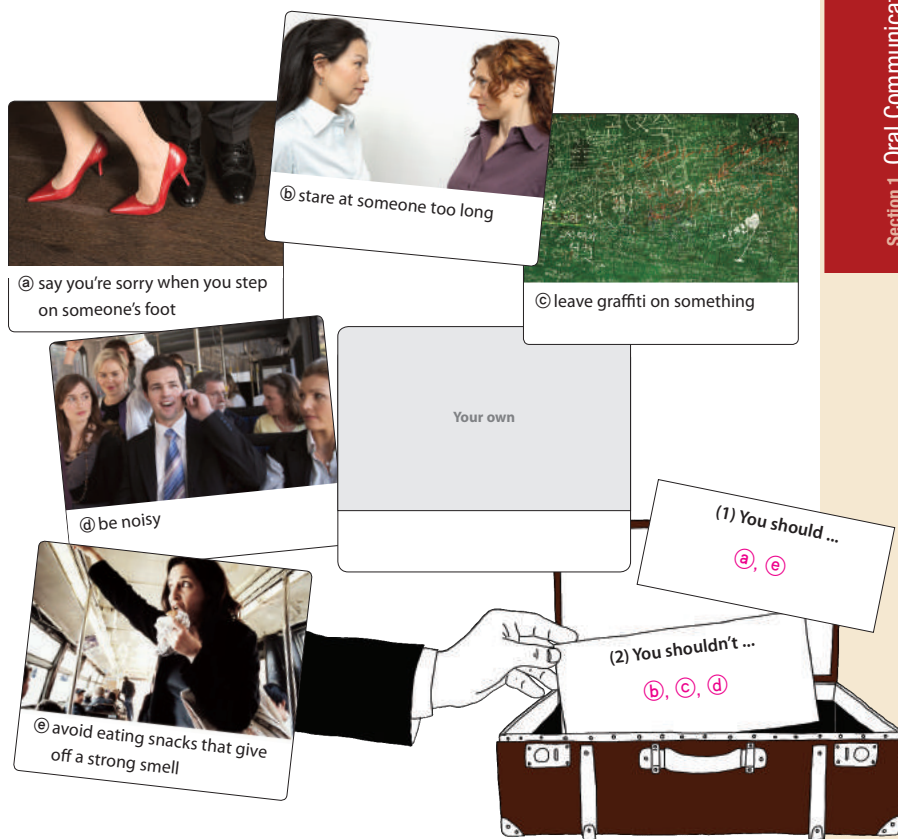 Section 1 Oral Communicat
ⓑ stare at someone too long
ⓐ say you're sorry when you step
on someone's foot
ⓒ leave graffiti on something
Your own
ⓓ be noisy
(1) You should ...
ⓐ, ⓔ
(2) You shouldn't ...
ⓑ, ⓒ, ⓓ
ⓔ avoid eating snacks that give
off a strong smell